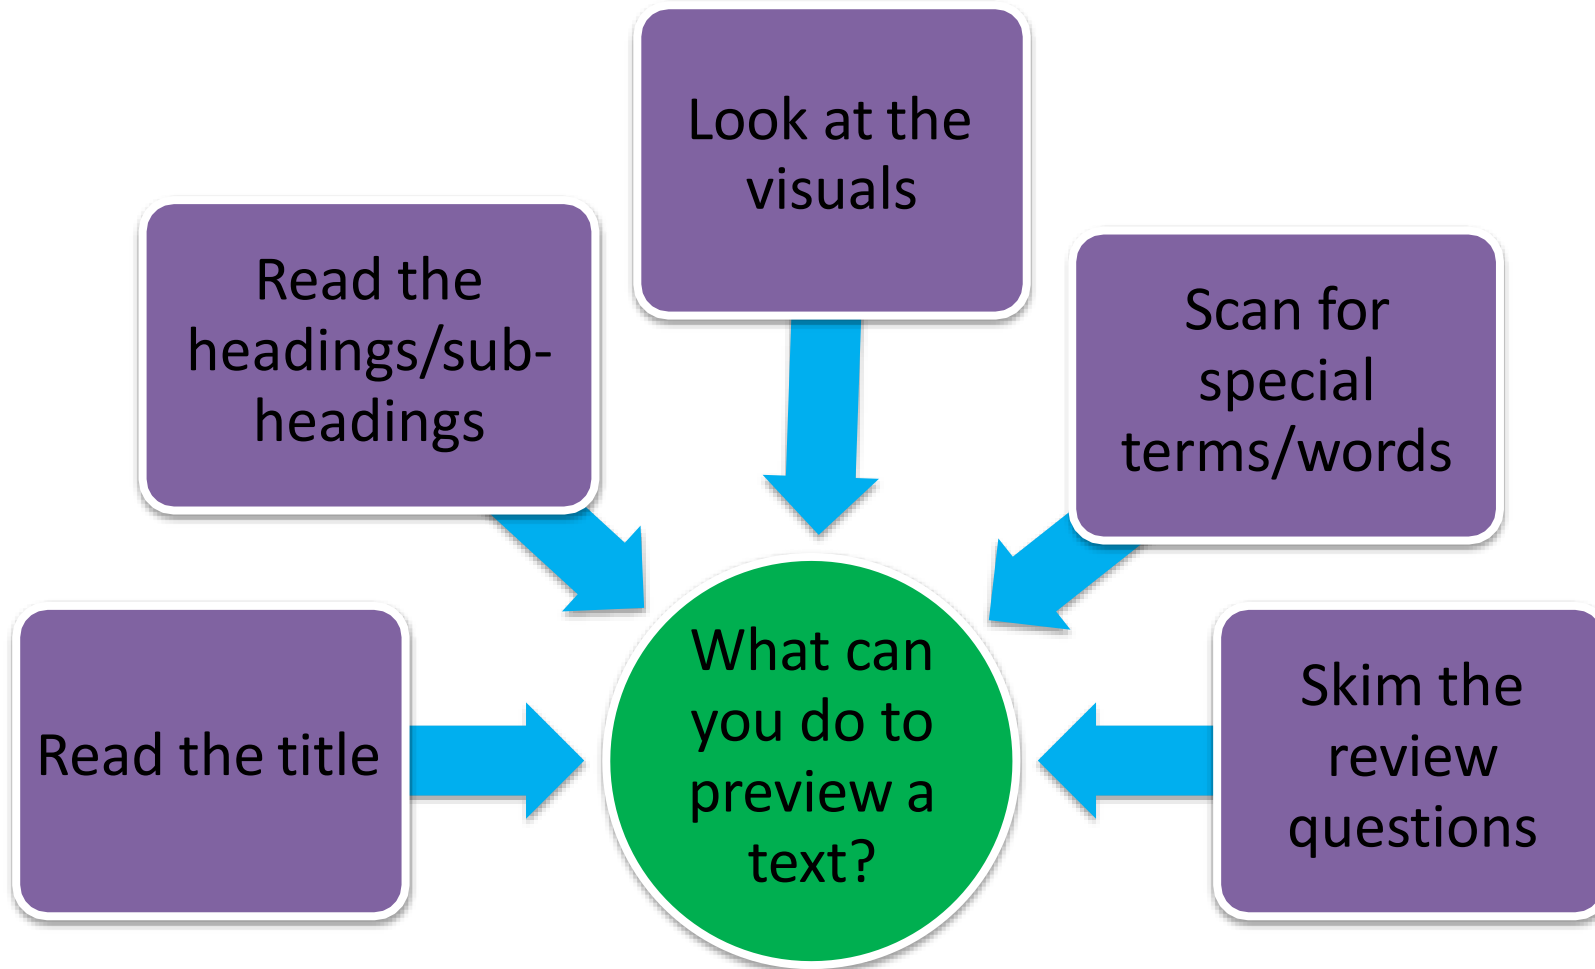 Look at the
visuals
Read the
headings/sub-
headings
Scan for
special
terms/words
Read the title
What can
you do to
preview a
text?
Skim the
review
questions